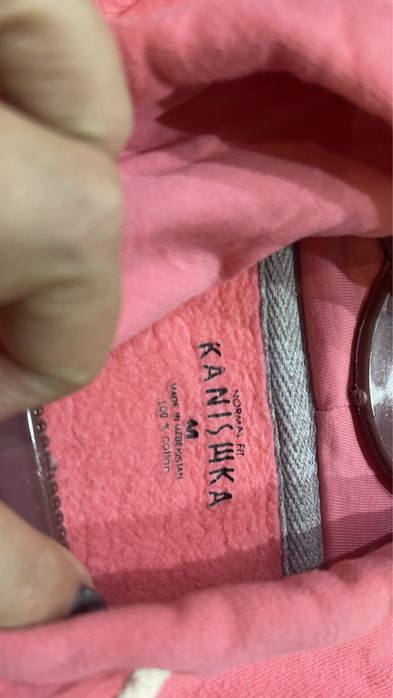 NORMAL FIT
KANISHKA
M
MADE IN UZBEKISTAN
100 % Cotton